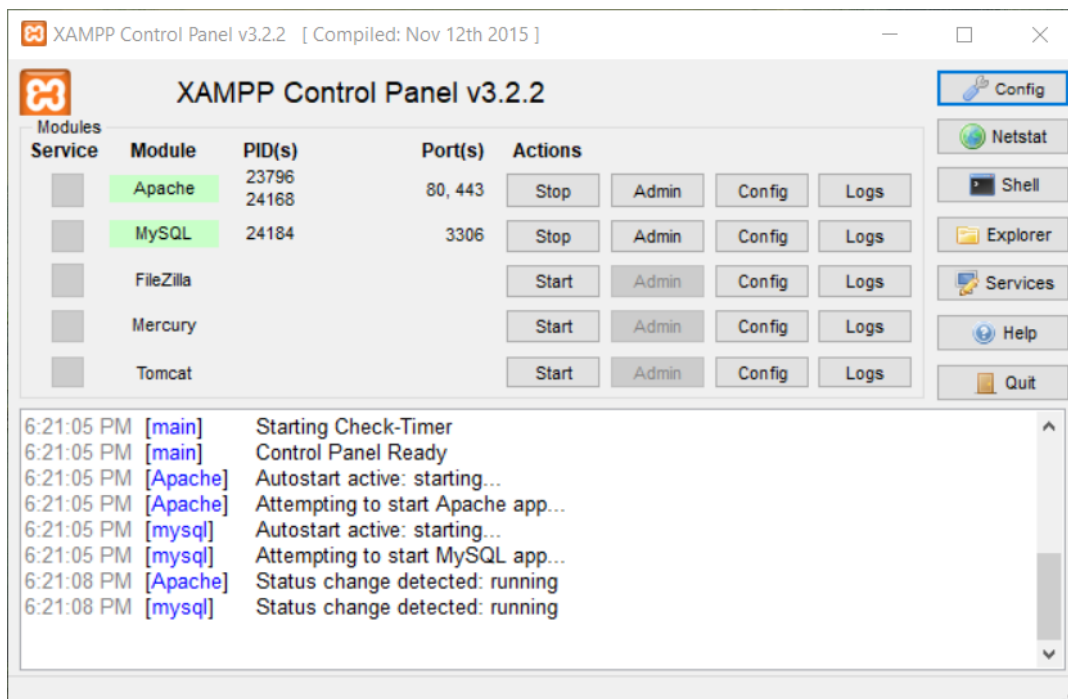 XAMPP Control Panel v3.2.2 [ Compiled: Nov 12th 2015 ]
XAMPP Control Panel v3.2.2
Config
Netstat
Shell
Explorer
Services
Help
Quit
Modules
Service Module PID(s) Port(s) Actions
Apache 23796 24168 80, 443 Stop Admin Config Logs
MySQL 24184 3306 Stop Admin Config Logs
FileZilla Start Admin Config Logs
Mercury Start Admin Config Logs
Tomcat Start Admin Config Logs
6:21:05 PM [main] Starting Check-Timer
6:21:05 PM [main] Control Panel Ready
6:21:05 PM [Apache] Autostart active: starting...
6:21:05 PM [Apache] Attempting to start Apache app...
6:21:05 PM [mysql] Autostart active: starting...
6:21:05 PM [mysql] Attempting to start MySQL app...
6:21:08 PM [Apache] Status change detected: running
6:21:08 PM [mysql] Status change detected: running